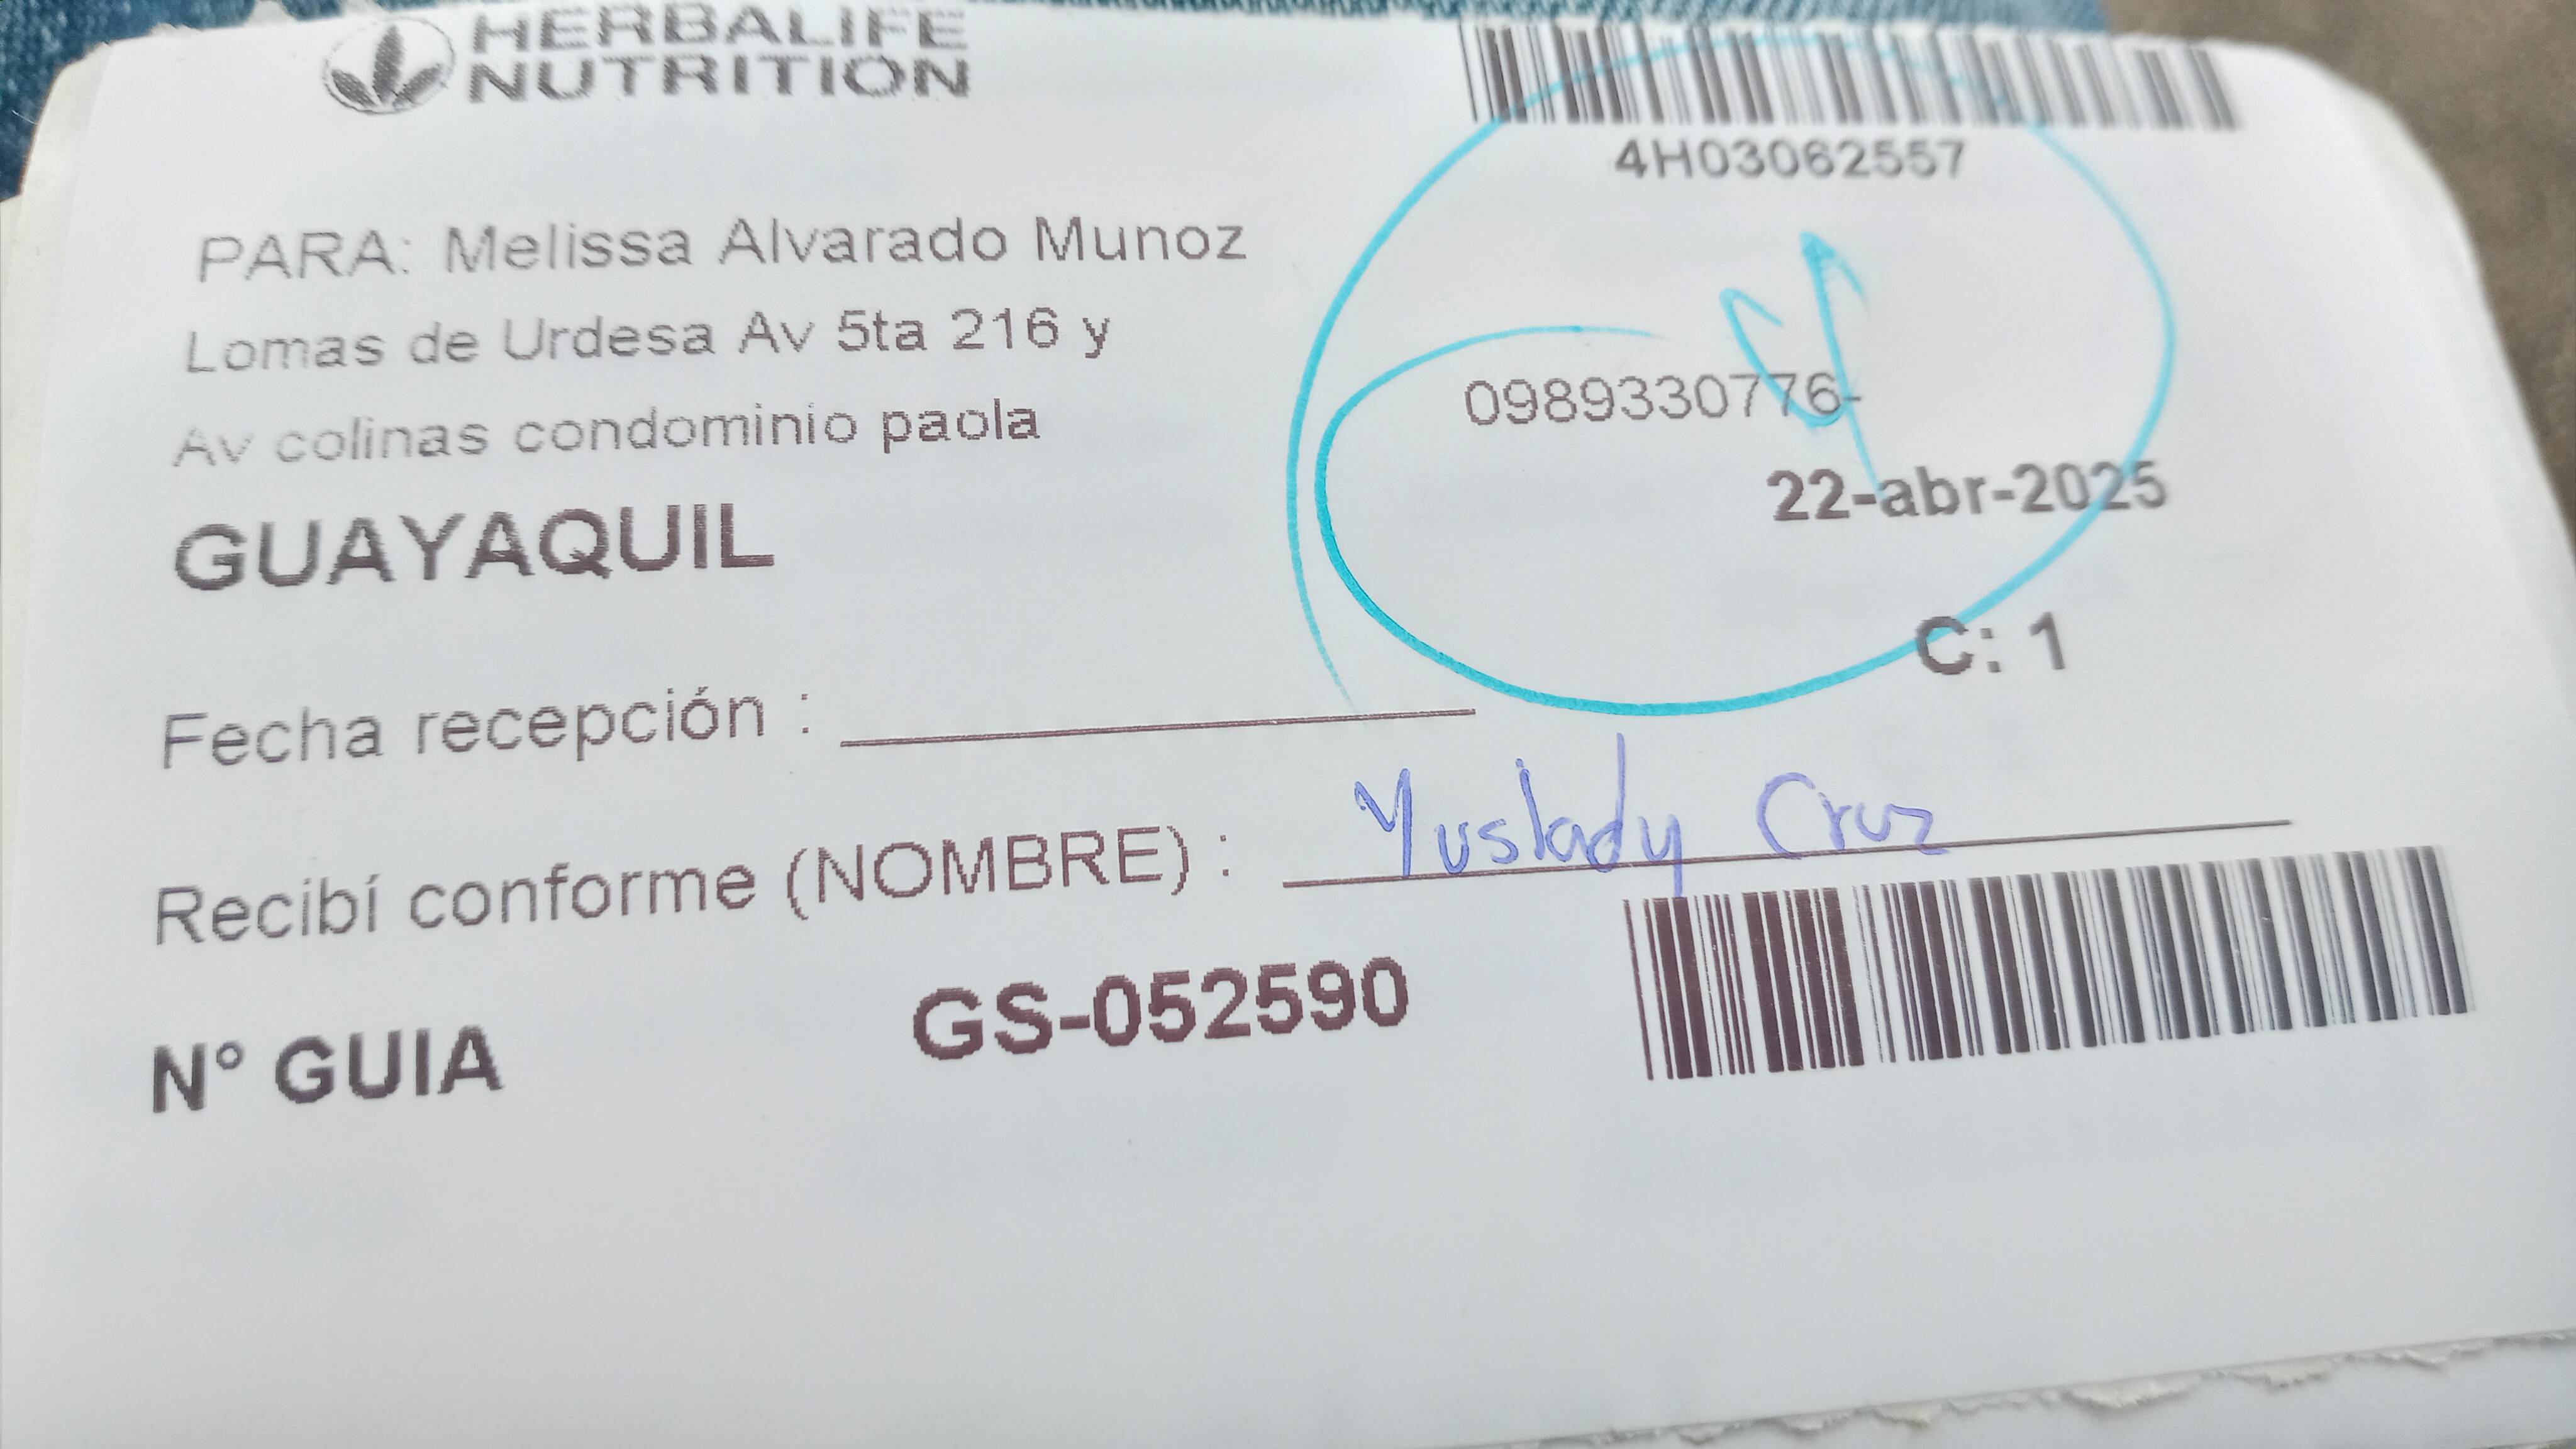 HERBALIFE
NUTRITION
4H03062557
PARA: Melissa Alvarado Munoz
Lomas de Urdesa Av 5ta 216 y
Av colinas condominio paola
0989330776-
22-abr-2025
GUAYAQUIL
C: 1
Fecha recepción :
Recibí conforme (NOMBRE) : Yuslady Cruz
N° GUIA GS-052590